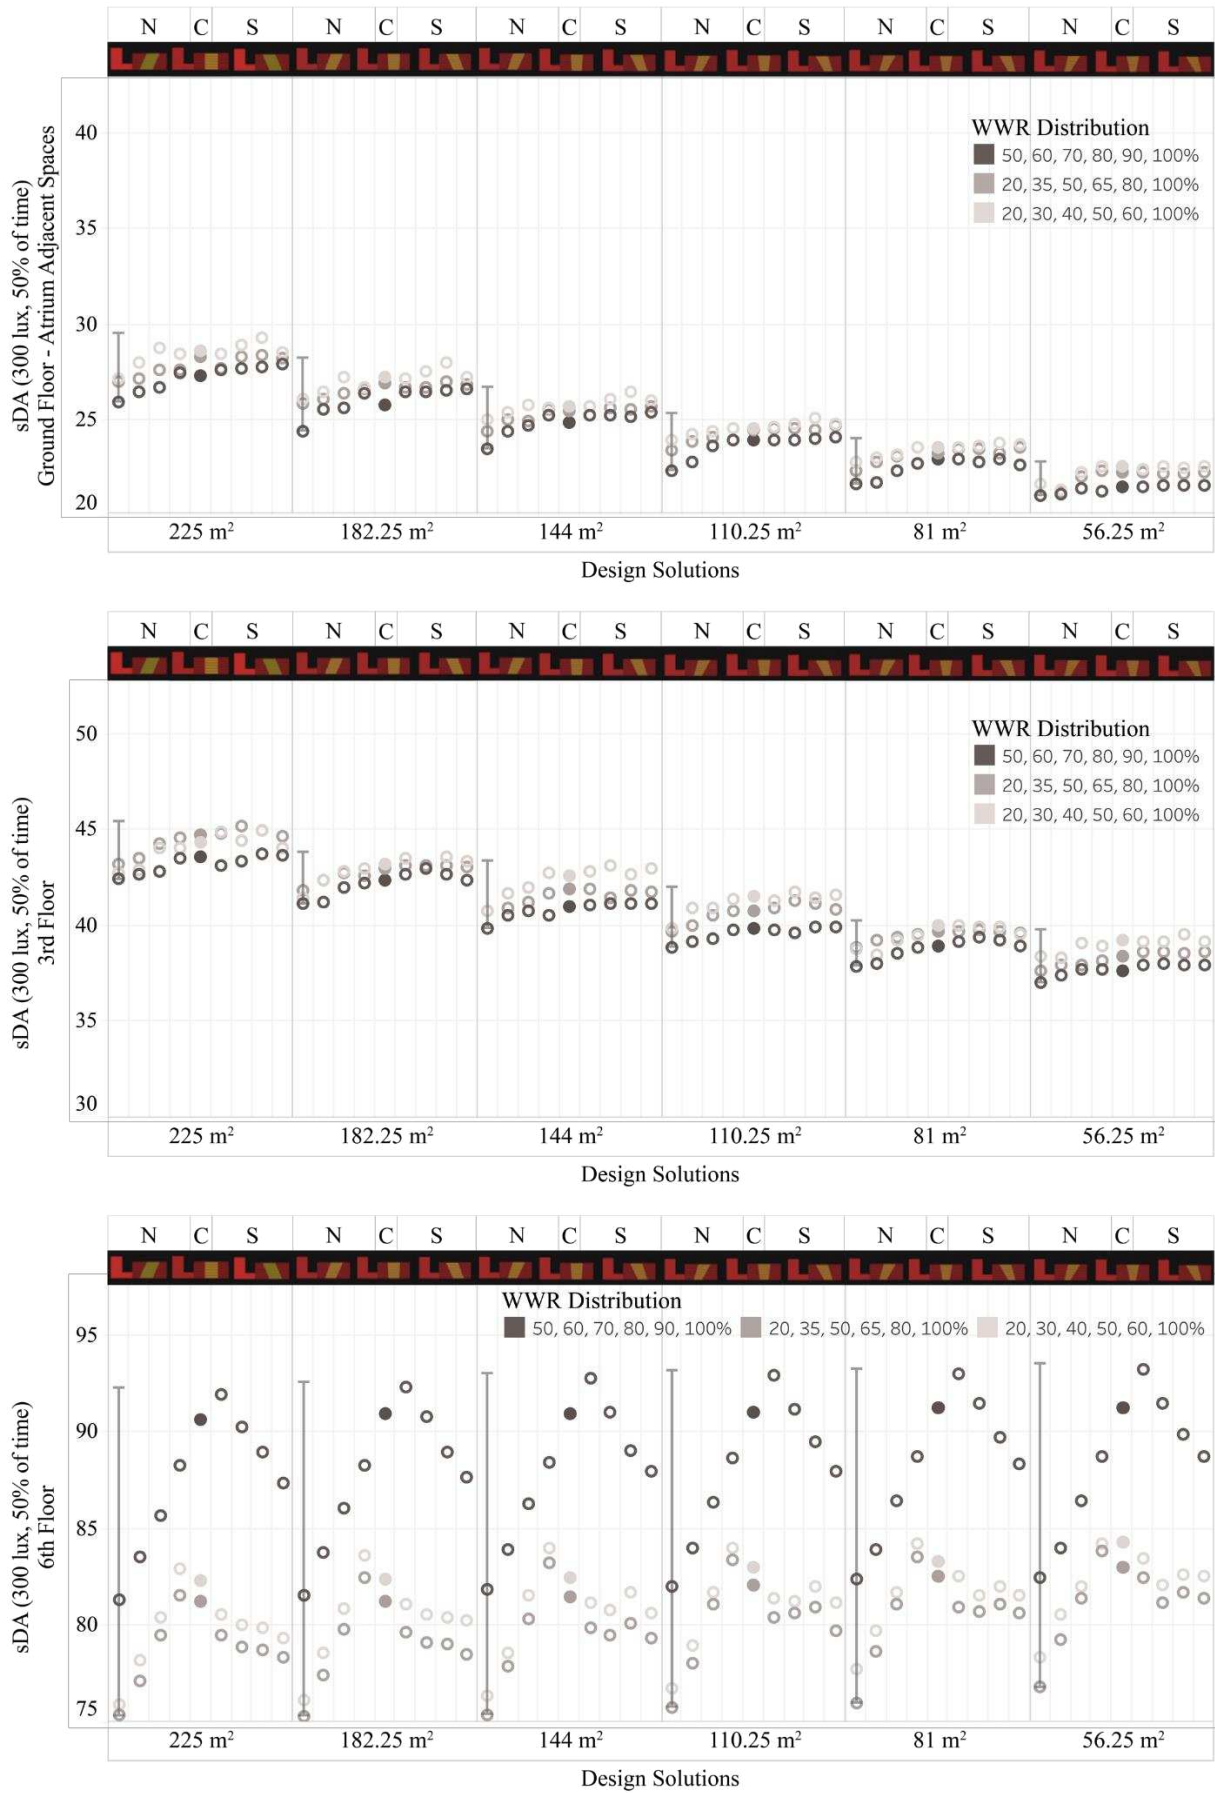 N C S N C S N C S N C S N C S N C S
sDA (300 lux, 50% of time)
Ground Floor - Atrium Adjacent Spaces
40
35
30
25
20
WWR Distribution
50, 60, 70, 80, 90, 100%
20, 35, 50, 65, 80, 100%
20, 30, 40, 50, 60, 100%
225 m² 182.25 m² 144 m² 110.25 m² 81 m² 56.25 m²
Design Solutions
N C S N C S N C S N C S N C S N C S
sDA (300 lux, 50% of time)
3rd Floor
50
45
40
35
30
WWR Distribution
50, 60, 70, 80, 90, 100%
20, 35, 50, 65, 80, 100%
20, 30, 40, 50, 60, 100%
225 m² 182.25 m² 144 m² 110.25 m² 81 m² 56.25 m²
Design Solutions
N C S N C S N C S N C S N C S N C S
sDA (300 lux, 50% of time)
6th Floor
95
90
85
80
75
WWR Distribution
50, 60, 70, 80, 90, 100% 20, 35, 50, 65, 80, 100% 20, 30, 40, 50, 60, 100%
225 m² 182.25 m² 144 m² 110.25 m² 81 m² 56.25 m²
Design Solutions